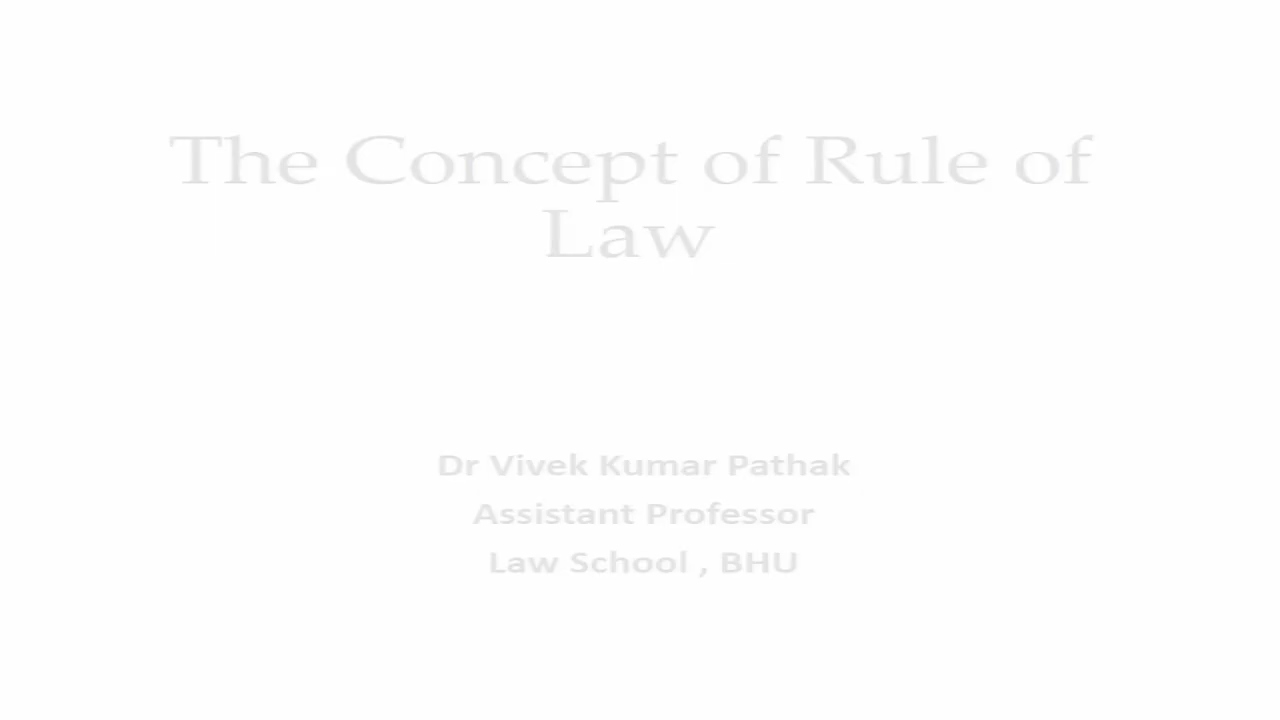 The Concept of Rule of
Law
Dr Vivek Kumar Pathak
Assistant Professor
Law School , BHU